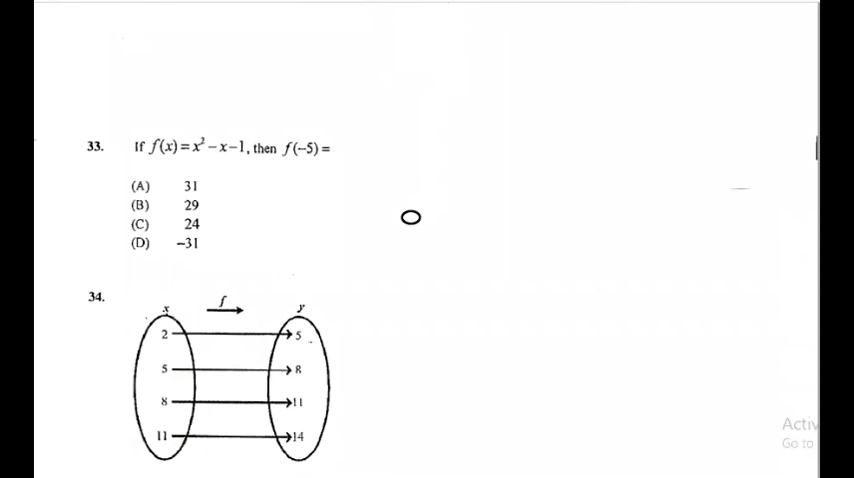 33. If f(x) = x² – x – 1, then f(–5) =
(A) 31
(B) 29
(C) 24
(D) –31
34.
x f y
2 5
5 8
8 11
11 14
Activ
Go to